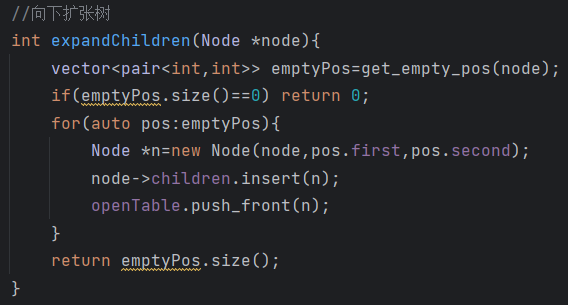 //向下扩张树
int expandChildren(Node *node){
    vector<pair<int,int>> emptyPos=get_empty_pos(node);
    if(emptyPos.size()==0) return 0;
    for(auto pos:emptyPos){
        Node *n=new Node(node,pos.first,pos.second);
        node->children.insert(n);
        openTable.push_front(n);
    }
    return emptyPos.size();
}